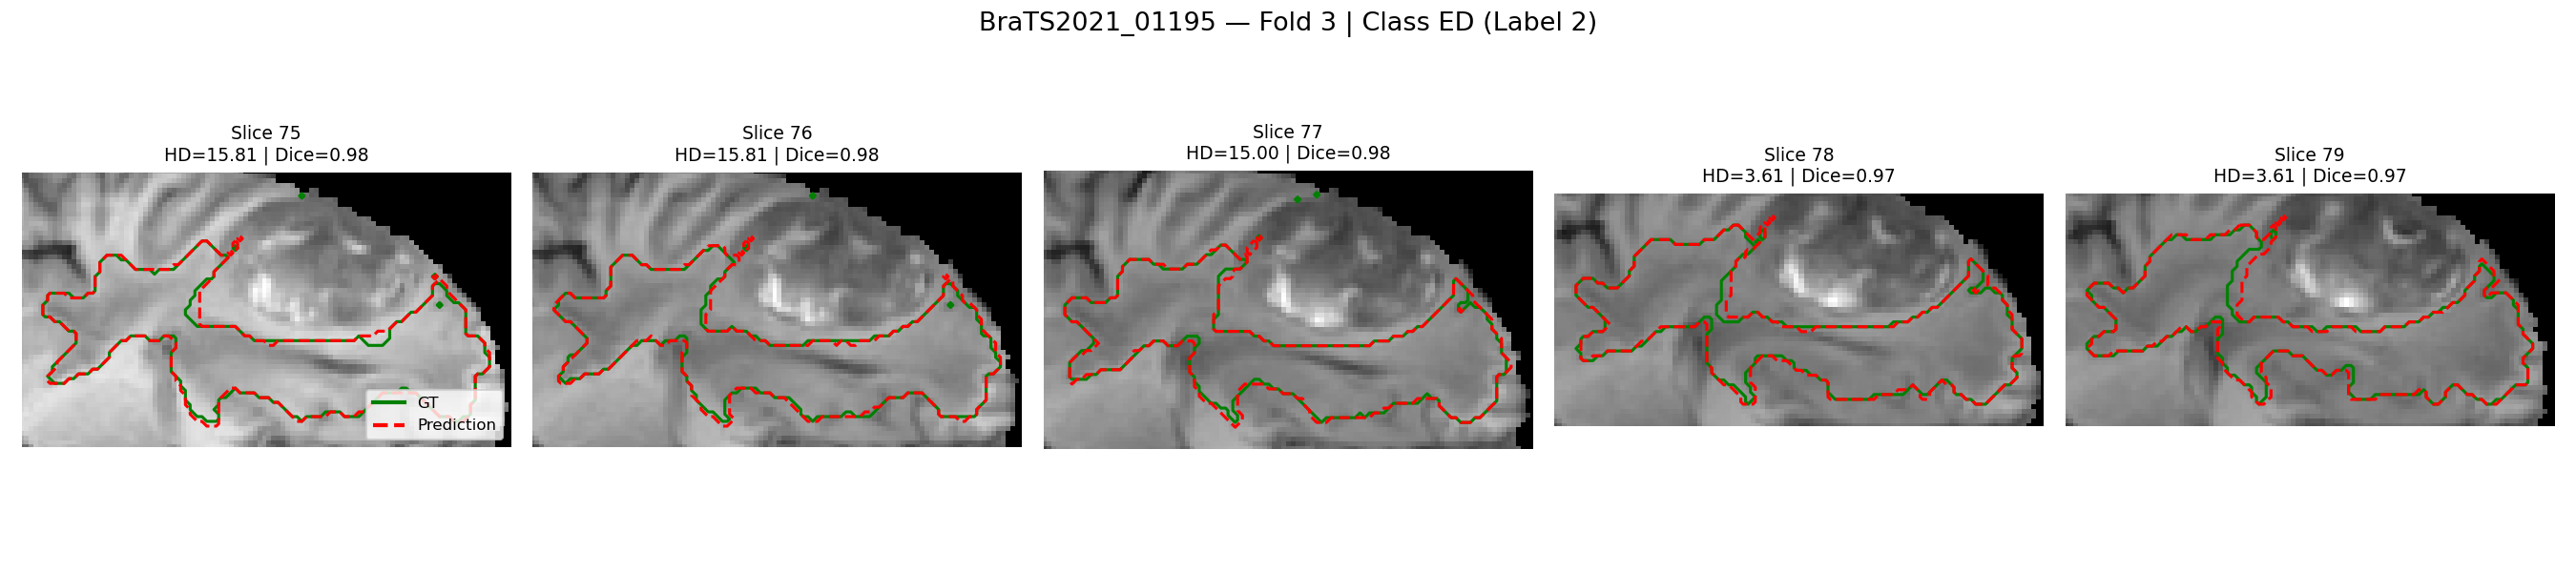 BraTS2021_01195 — Fold 3 | Class ED (Label 2)
Slice 75
HD=15.81 | Dice=0.98
Slice 76
HD=15.81 | Dice=0.98
Slice 77
HD=15.00 | Dice=0.98
Slice 78
HD=3.61 | Dice=0.97
Slice 79
HD=3.61 | Dice=0.97
GT
Prediction